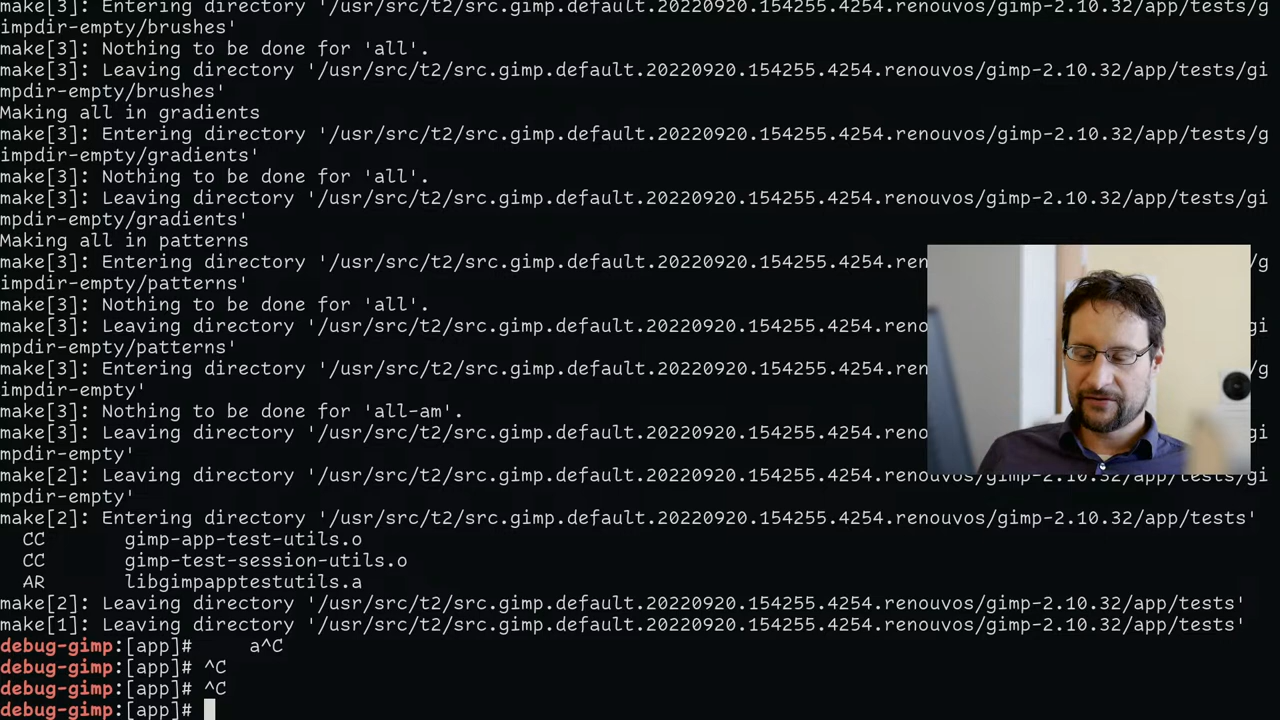 make[3]: Entering directory '/usr/src/t2/src.gimp.default.20220920.154255.4254.renouvos/gimp-2.10.32/app/tests/g
impdir-empty/brushes'
make[3]: Nothing to be done for 'all'.
make[3]: Leaving directory '/usr/src/t2/src.gimp.default.20220920.154255.4254.renouvos/gimp-2.10.32/app/tests/gi
mpdir-empty/brushes'
Making all in gradients
make[3]: Entering directory '/usr/src/t2/src.gimp.default.20220920.154255.4254.renouvos/gimp-2.10.32/app/tests/g
impdir-empty/gradients'
make[3]: Nothing to be done for 'all'.
make[3]: Leaving directory '/usr/src/t2/src.gimp.default.20220920.154255.4254.renouvos/gimp-2.10.32/app/tests/gi
mpdir-empty/gradients'
Making all in patterns
make[3]: Entering directory '/usr/src/t2/src.gimp.default.20220920.154255.4254.reno g
impdir-empty/patterns'
make[3]: Nothing to be done for 'all'.
make[3]: Leaving directory '/usr/src/t2/src.gimp.default.20220920.154255.4254.reno gi
mpdir-empty/patterns'
make[3]: Entering directory '/usr/src/t2/src.gimp.default.20220920.154255.4254.reno g
impdir-empty'
make[3]: Nothing to be done for 'all-am'.
make[3]: Leaving directory '/usr/src/t2/src.gimp.default.20220920.154255.4254.reno gi
mpdir-empty'
make[2]: Leaving directory '/usr/src/t2/src.gimp.default.20220920.154255.4254.renouvos/gimp-2.10.32/app/tests/gi
mpdir-empty'
make[2]: Entering directory '/usr/src/t2/src.gimp.default.20220920.154255.4254.renouvos/gimp-2.10.32/app/tests'
CC gimp-app-test-utils.o
CC gimp-test-session-utils.o
AR libgimpapptestutils.a
make[2]: Leaving directory '/usr/src/t2/src.gimp.default.20220920.154255.4254.renouvos/gimp-2.10.32/app/tests'
make[1]: Leaving directory '/usr/src/t2/src.gimp.default.20220920.154255.4254.renouvos/gimp-2.10.32/app/tests'
debug-gimp:[app]# a^C
debug-gimp:[app]# ^C
debug-gimp:[app]# ^C
debug-gimp:[app]#